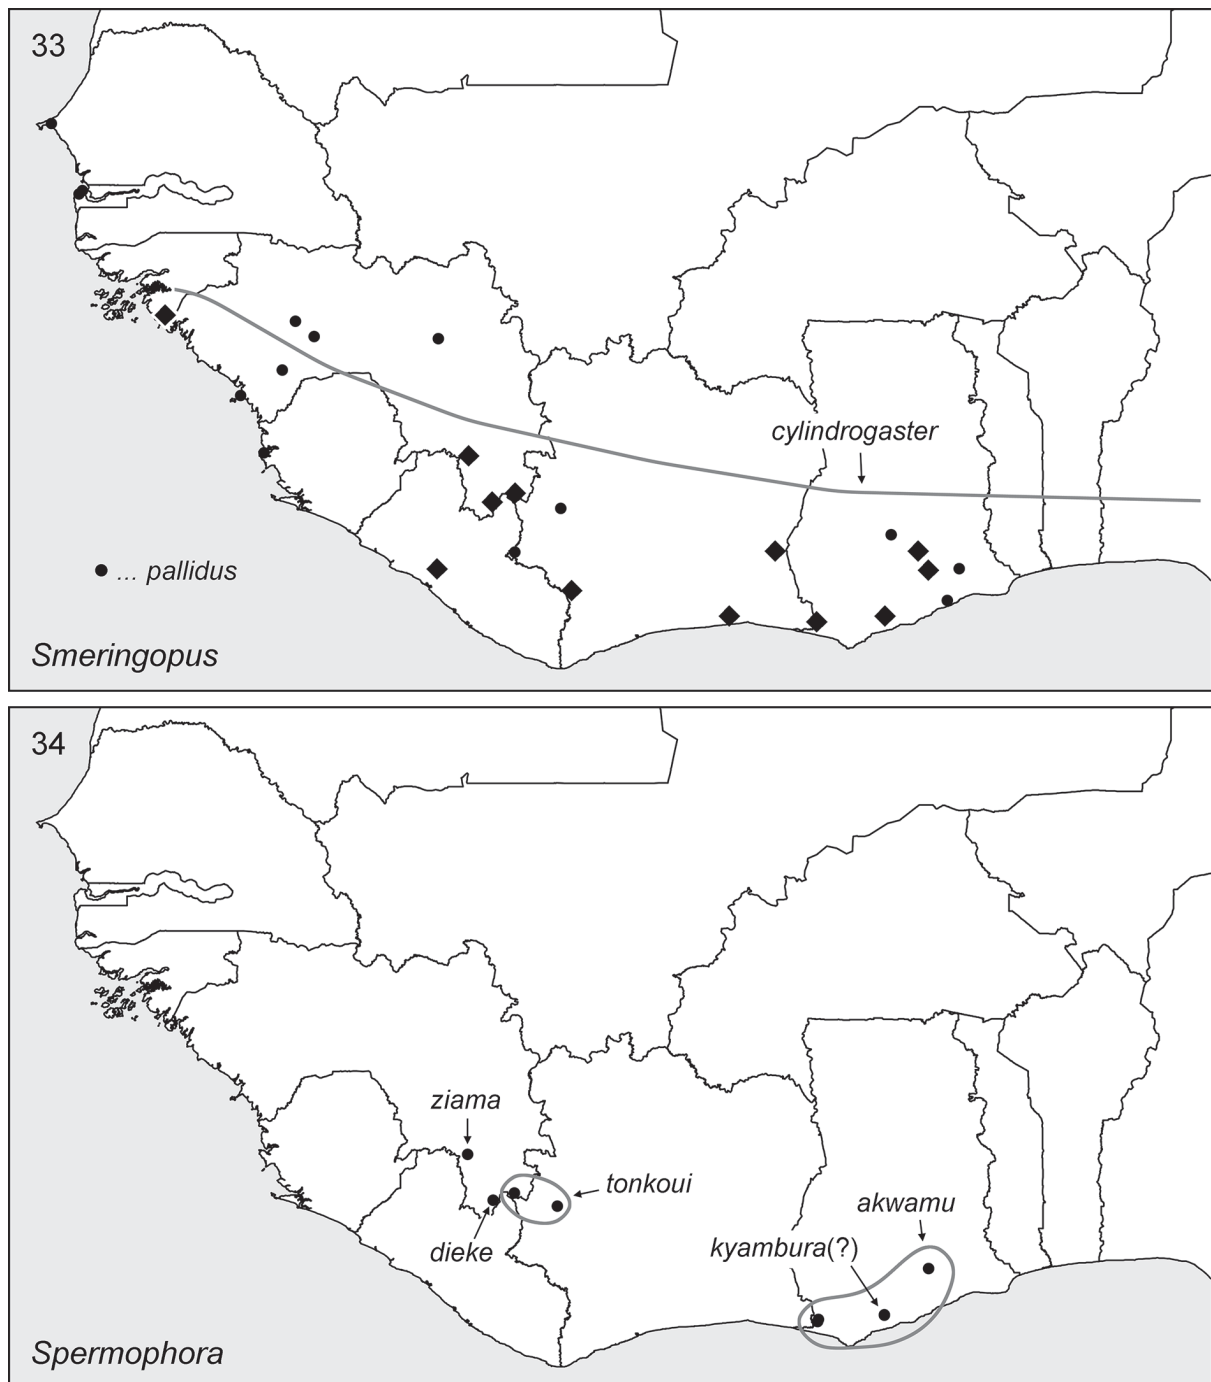 33
cylindrogaster
... pallidus
Smeringopus
34
ziama
tonkoui
akwamu
dieke
kyambura(?)
Spermophora